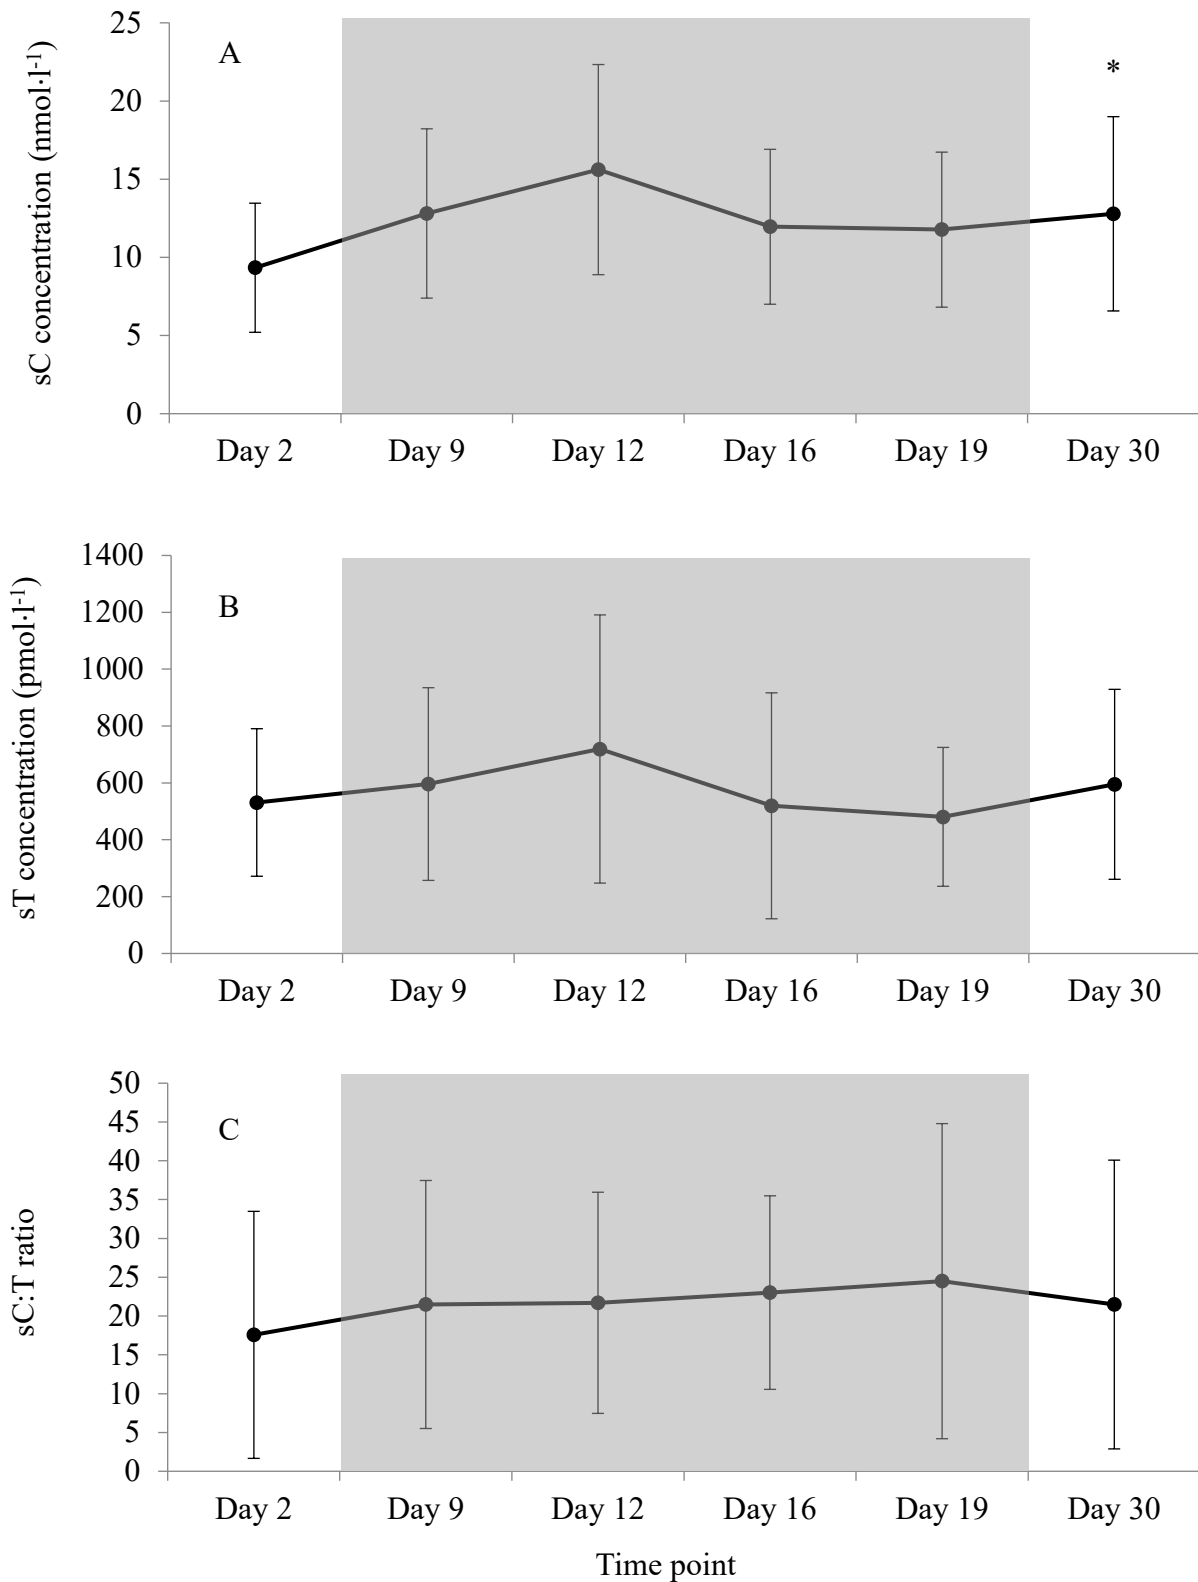 A
sC concentration (nmol·l-1)
25
20
15
10
5
0
*
Day 2 Day 9 Day 12 Day 16 Day 19 Day 30
B
sT concentration (pmol·l-1)
1400
1200
1000
800
600
400
200
0
Day 2 Day 9 Day 12 Day 16 Day 19 Day 30
C
sC:T ratio
50
45
40
35
30
25
20
15
10
5
0
Day 2 Day 9 Day 12 Day 16 Day 19 Day 30
Time point